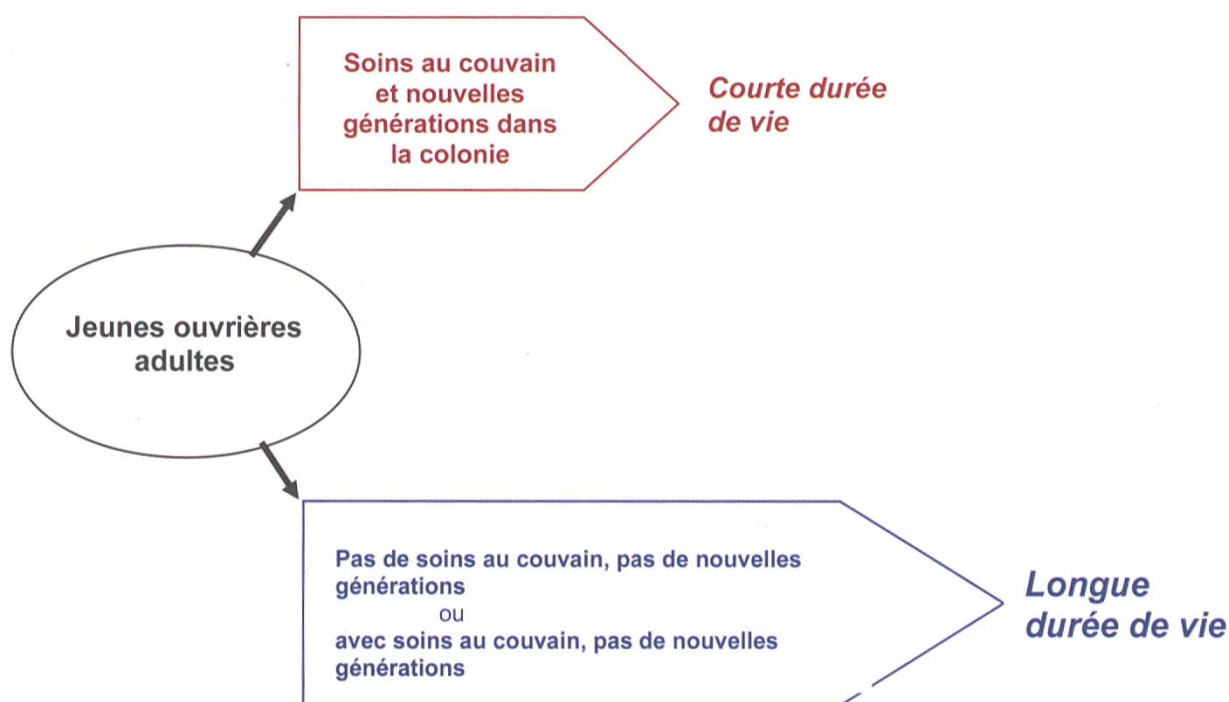 Soins au couvain
et nouvelles
générations dans
la colonie
Courte durée
de vie
Jeunes ouvrières
adultes
Pas de soins au couvain, pas de nouvelles
générations
ou
avec soins au couvain, pas de nouvelles
générations
Longue
durée de vie